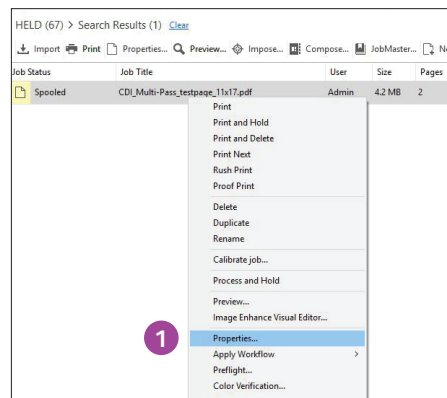 HELD (67) > Search Results (1) Clear
Import Print Properties... Preview... Impose... Compose... JobMaster... Ne
Job Status Job Title User Size Pages
Spooled CDI_Multi-Pass_testpage_11x17.pdf Admin 4.2 MB 2
Print
Print and Hold
Print and Delete
Print Next
Rush Print
Proof Print
Delete
Duplicate
Rename
Calibrate job...
Process and Hold
Preview...
Image Enhance Visual Editor...
1 Properties...
Apply Workflow >
Preflight...
Color Verification...